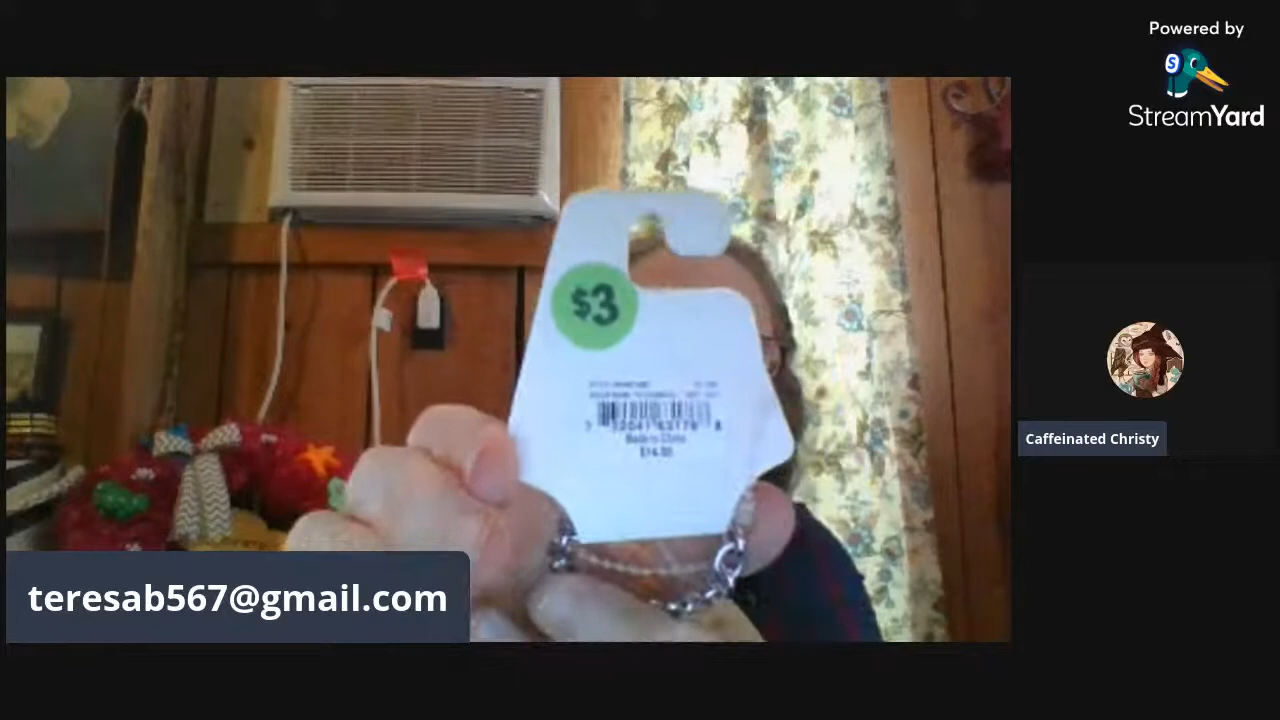 Powered by
S
StreamYard
$3
Made in China
Caffeinated Christy
teresab567@gmail.com